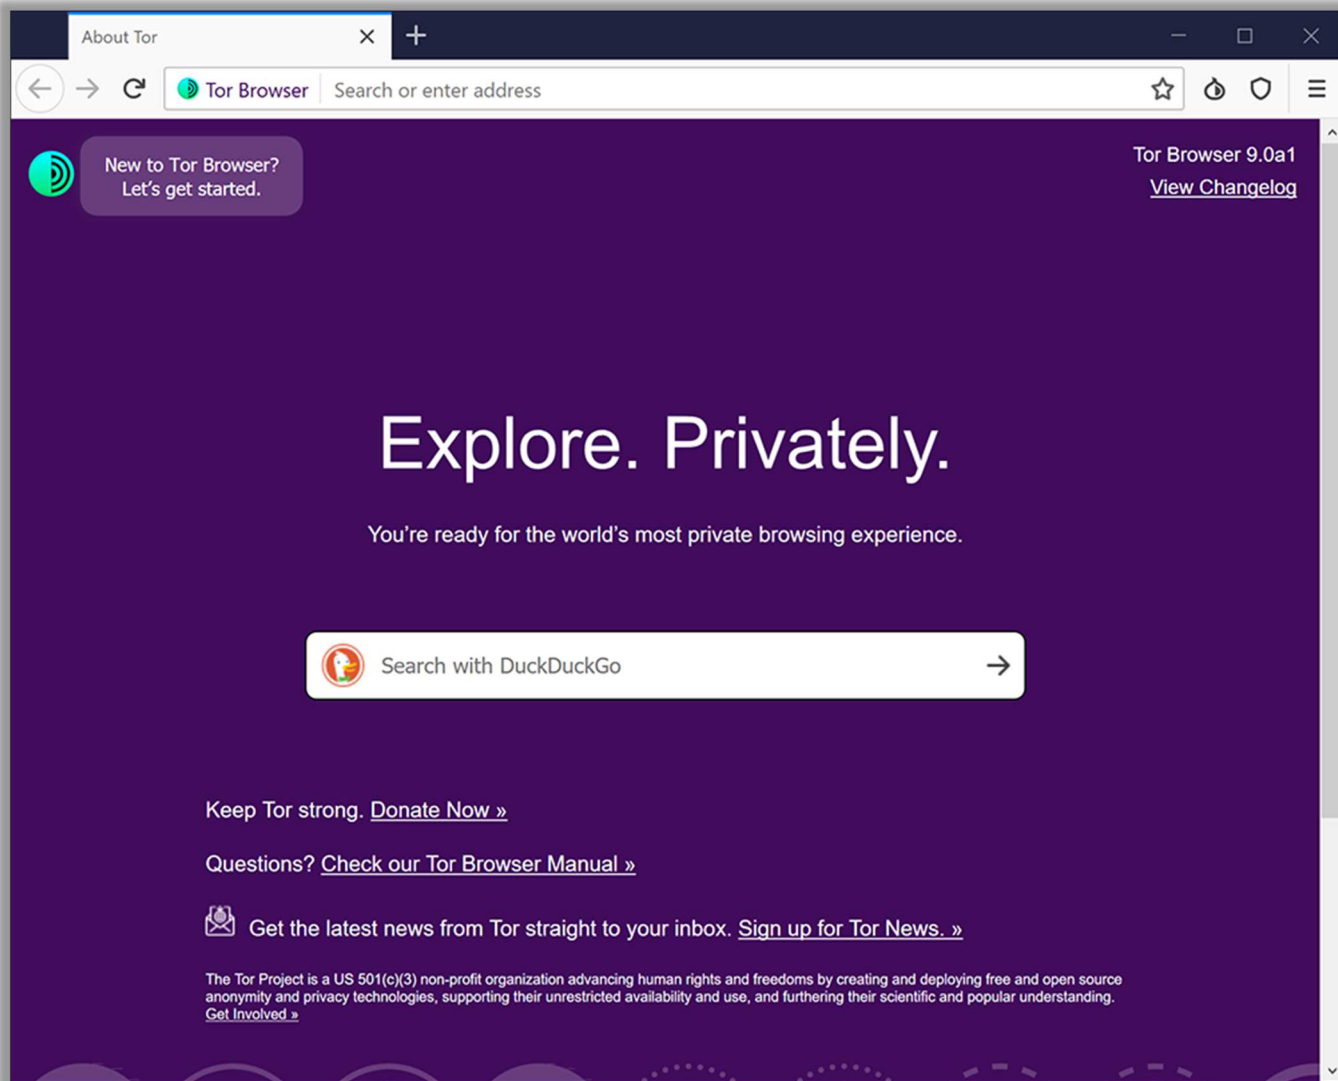 About Tor
Tor Browser
Search or enter address
New to Tor Browser?
Let’s get started.
Tor Browser 9.0a1
View Changelog
Explore. Privately.
You’re ready for the world’s most private browsing experience.
Search with DuckDuckGo
Keep Tor strong. Donate Now »
Questions? Check our Tor Browser Manual »
Get the latest news from Tor straight to your inbox. Sign up for Tor News. »
The Tor Project is a US 501(c)(3) non-profit organization advancing human rights and freedoms by creating and deploying free and open source
anonymity and privacy technologies, supporting their unrestricted availability and use, and furthering their scientific and popular understanding.
Get Involved »